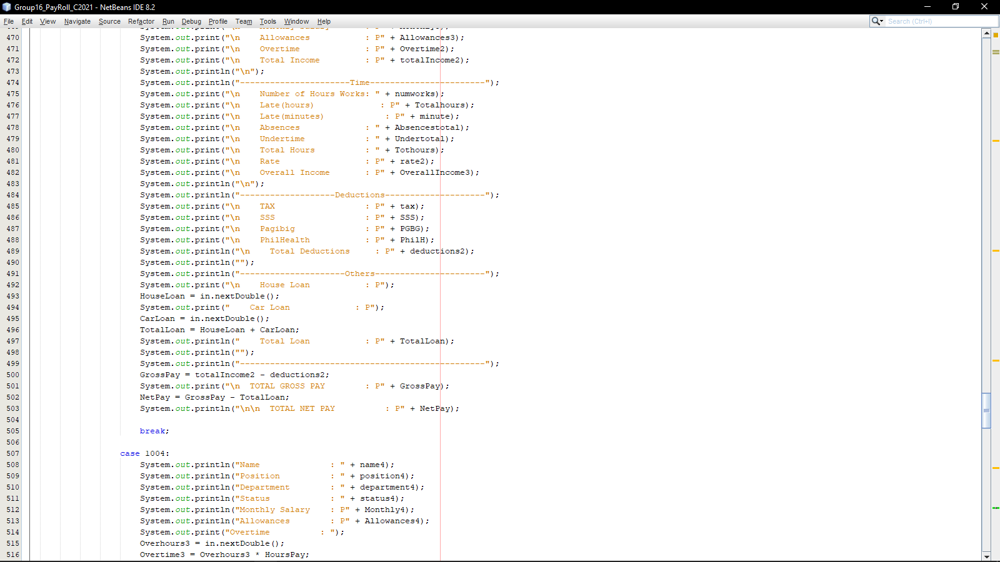 Group16_PayRoll_C2021 - NetBeans IDE 8.2
File Edit View Navigate Source Refactor Run Debug Profile Team Tools Window Help
Search (Ctrl+I)
470 System.out.print("\n    Allowances           : P" + Allowances3);
471 System.out.print("\n    Overtime             : P" + Overtime2);
472 System.out.print("\n    Total Income         : P" + totalIncome2);
473 System.out.println("\n");
474 System.out.println("----------------------Time-----------------------");
475 System.out.print("\n    Number of Hours Works: " + numworks);
476 System.out.print("\n    Late(hours)             : P" + Totalhours);
477 System.out.print("\n    Late(minutes)            : P" + minute);
478 System.out.print("\n    Absences             : " + Absencestotal);
479 System.out.print("\n    Undertime            : " + Undertotal);
480 System.out.print("\n    Total Hours          : " + Tothours);
481 System.out.print("\n    Rate                 : P" + rate2);
482 System.out.print("\n    Overall Income       : P" + OverallIncome3);
483 System.out.println("\n");
484 System.out.println("-------------------Deductions--------------------");
485 System.out.print("\n    TAX                  : P" + tax);
486 System.out.print("\n    SSS                  : P" + SSS);
487 System.out.print("\n    Pagibig              : P" + PGBG);
488 System.out.print("\n    PhilHealth           : P" + PhilH);
489 System.out.print("\n    Total Deductions     : P" + deductions2);
490 System.out.println("");
491 System.out.println("---------------------Others----------------------");
492 System.out.print("\n    House Loan           : P");
493 HouseLoan = in.nextDouble();
494 System.out.print("    Car Loan             : P");
495 CarLoan = in.nextDouble();
496 TotalLoan = HouseLoan + CarLoan;
497 System.out.println("    Total Loan           : P" + TotalLoan);
498 System.out.println("");
499 System.out.println("-------------------------------------------------");
500 GrossPay = totalIncome2 - deductions2;
501 System.out.print("\n  TOTAL GROSS PAY        : P" + GrossPay);
502 NetPay = GrossPay - TotalLoan;
503 System.out.println("\n\n  TOTAL NET PAY          : P" + NetPay);
504
505 break;
506
507 case 1004:
508 System.out.println("Name              : " + name4);
509 System.out.println("Position          : " + position4);
510 System.out.println("Department        : " + department4);
511 System.out.println("Status            : " + status4);
512 System.out.println("Monthly Salary    : P" + Monthly4);
513 System.out.println("Allowances        : P" + Allowances4);
514 System.out.print("Overtime          : ");
515 Overhours3 = in.nextDouble();
516 Overtime3 = Overhours3 * HoursPay;